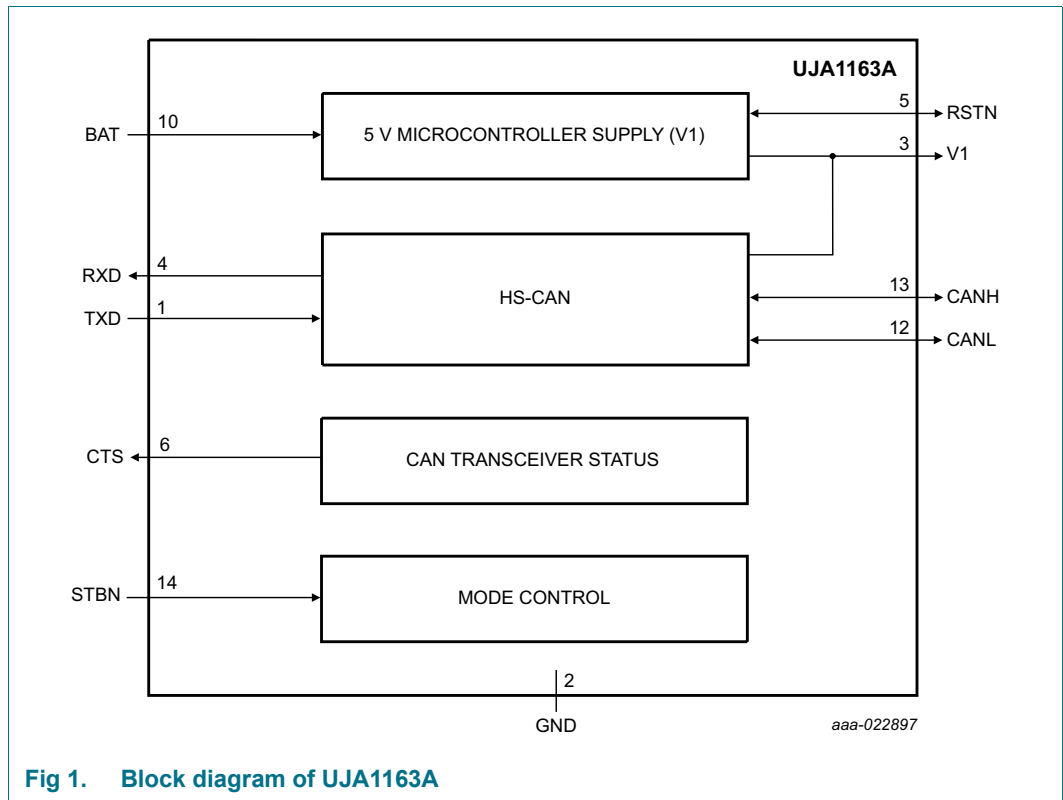 UJA1163A
5 RSTN
BAT 10 5 V MICROCONTROLLER SUPPLY (V1)
3 V1
RXD 4
HS-CAN
13 CANH
TXD 1
12 CANL
CTS 6 CAN TRANSCEIVER STATUS
STBN 14 MODE CONTROL
2
GND
aaa-022897
Fig 1. Block diagram of UJA1163A